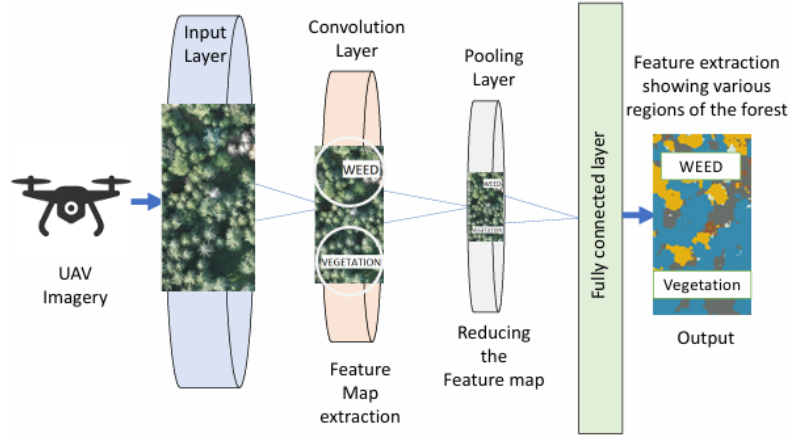 Input
Layer
Convolution
Layer
Pooling
Layer
Feature extraction
showing various
regions of the forest
WEED
VEGETATION
WEED
VEGETATION
Fully connected layer
WEED
Vegetation
UAV
Imagery
Feature
Map
extraction
Reducing
the
Feature map
Output